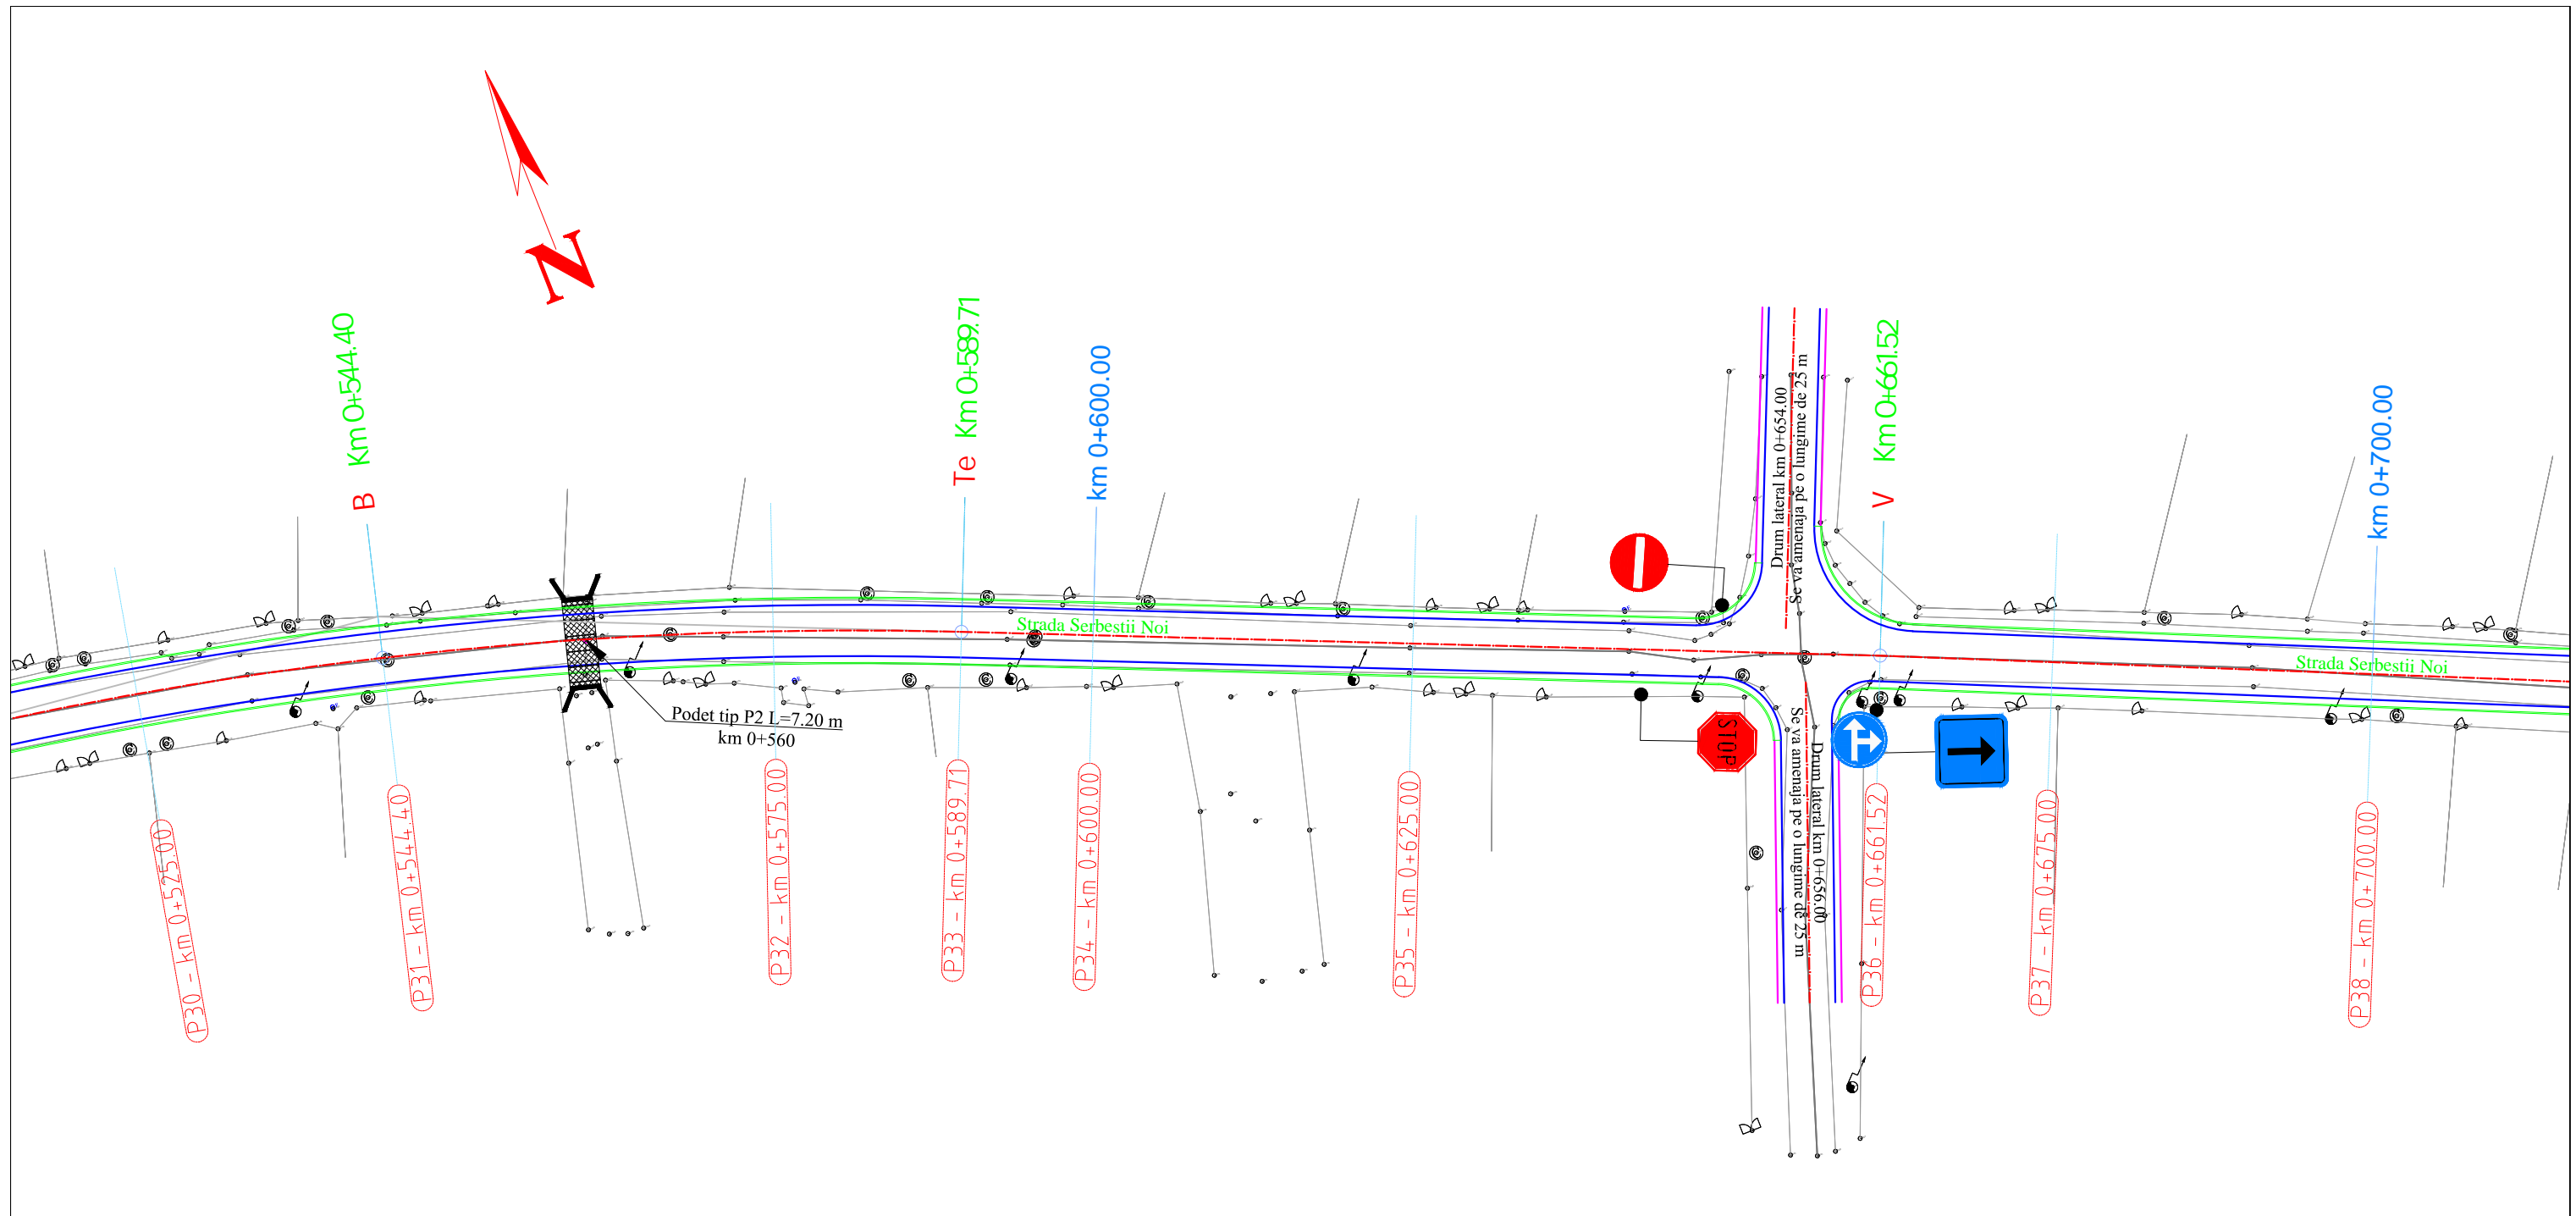 N
Km 0+544.40
B
Km 0+589.71
Te
km 0+600.00
Km 0+661.52
V
km 0+700.00
Drum lateral km 0+654.00
Se va amenaja pe o lungime de 25 m
Strada Serbestii Noi
Strada Serbestii Noi
Podet tip P2 L=7.20 m
km 0+560
STOP
Drum lateral km 0+656.00
Se va amenaja pe o lungime de 25 m
P30 - km 0+525.00
P31 - km 0+544.40
P32 - km 0+575.00
P33 - km 0+589.71
P34 - km 0+600.00
P35 - km 0+625.00
P36 - km 0+661.52
P37 - km 0+675.00
P38 - km 0+700.00